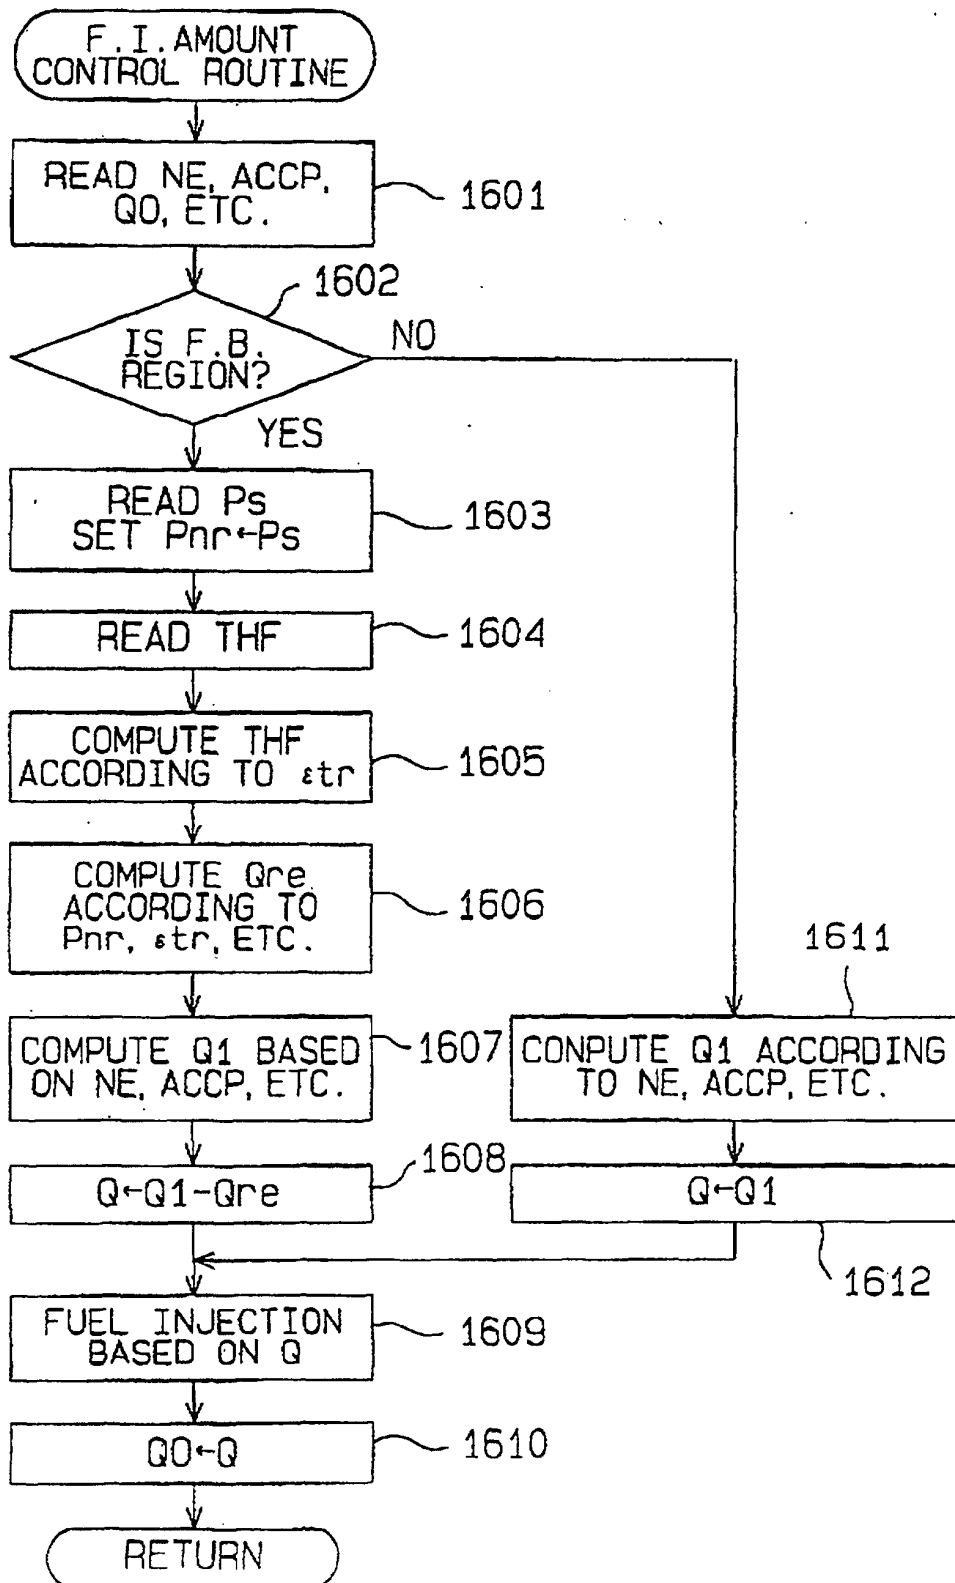 F.I.AMOUNT
CONTROL ROUTINE
READ NE, ACCP,
Q0, ETC.
1601
1602
IS F.B.
REGION?
NO
YES
READ Ps
SET Pnr←Ps
1603
READ THF
1604
COMPUTE THF
ACCORDING TO εtr
1605
COMPUTE Qre
ACCORDING TO
Pnr, εtr, ETC.
1606
1611
COMPUTE Q1 BASED
ON NE, ACCP, ETC.
1607
CONPUTE Q1 ACCORDING
TO NE, ACCP, ETC.
Q←Q1-Qre
1608
Q←Q1
1612
FUEL INJECTION
BASED ON Q
1609
Q0←Q
1610
RETURN